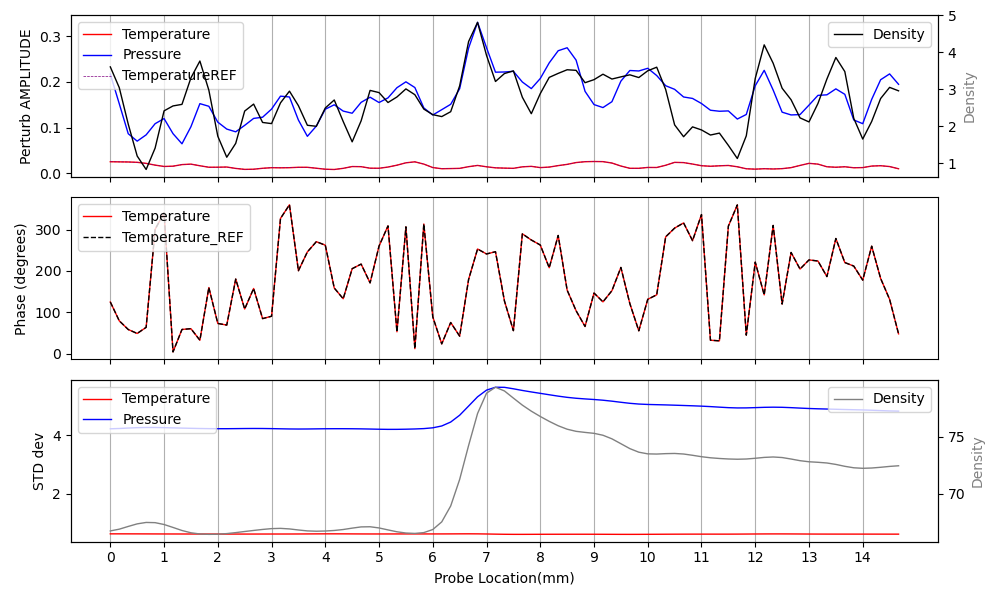 Temperature
Pressure
TemperatureREF
Density
Perturb AMPLITUDE
0.3
0.2
0.1
0.0
5
4
3
2
1
Density
Temperature
Temperature_REF
Phase (degrees)
300
200
100
0
Temperature
Pressure
Density
STD dev
4
2
75
70
Density
0 1 2 3 4 5 6 7 8 9 10 11 12 13 14
Probe Location(mm)